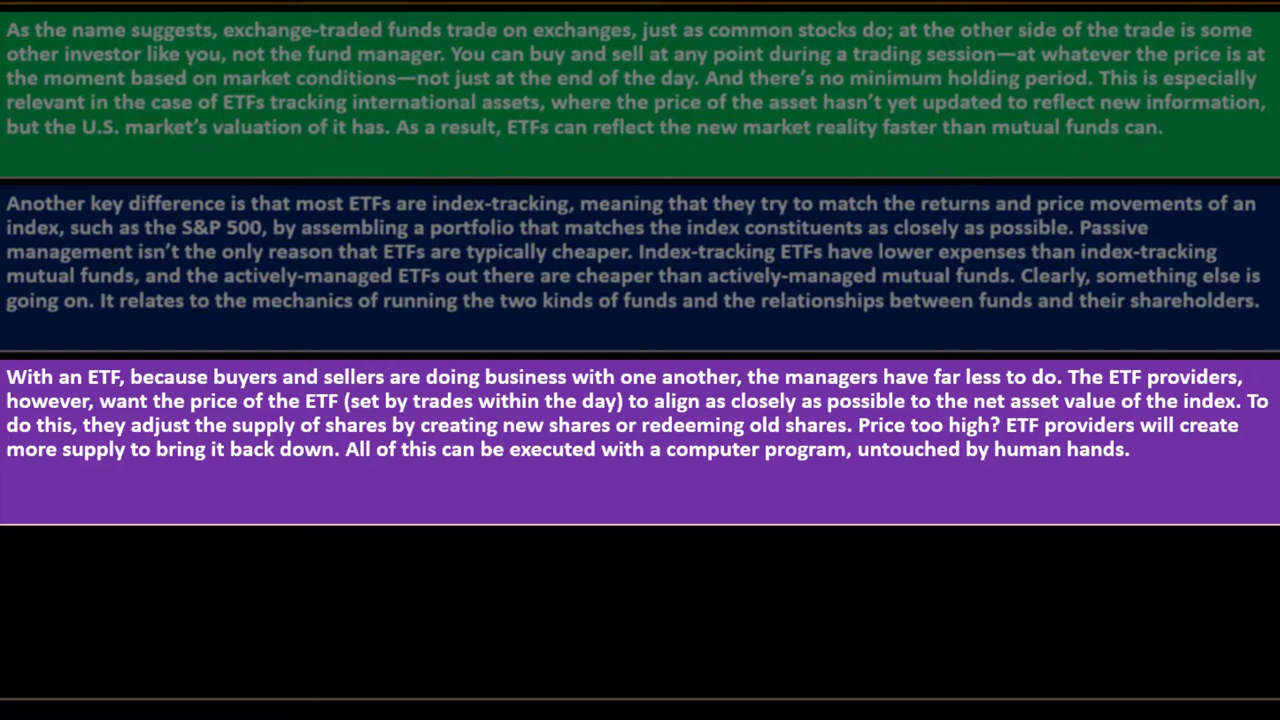 As the name suggests, exchange-traded funds trade on exchanges, just as common stocks do; at the other side of the trade is some
other investor like you, not the fund manager. You can buy and sell at any point during a trading session—at whatever the price is at
the moment based on market conditions—not just at the end of the day. And there’s no minimum holding period. This is especially
relevant in the case of ETFs tracking international assets, where the price of the asset hasn’t yet updated to reflect new information,
but the U.S. market’s valuation of it has. As a result, ETFs can reflect the new market reality faster than mutual funds can.
Another key difference is that most ETFs are index-tracking, meaning that they try to match the returns and price movements of an
index, such as the S&P 500, by assembling a portfolio that matches the index constituents as closely as possible. Passive
management isn’t the only reason that ETFs are typically cheaper. Index-tracking ETFs have lower expenses than index-tracking
mutual funds, and the actively-managed ETFs out there are cheaper than actively-managed mutual funds. Clearly, something else is
going on. It relates to the mechanics of running the two kinds of funds and the relationships between funds and their shareholders.
With an ETF, because buyers and sellers are doing business with one another, the managers have far less to do. The ETF providers,
however, want the price of the ETF (set by trades within the day) to align as closely as possible to the net asset value of the index. To
do this, they adjust the supply of shares by creating new shares or redeeming old shares. Price too high? ETF providers will create
more supply to bring it back down. All of this can be executed with a computer program, untouched by human hands.